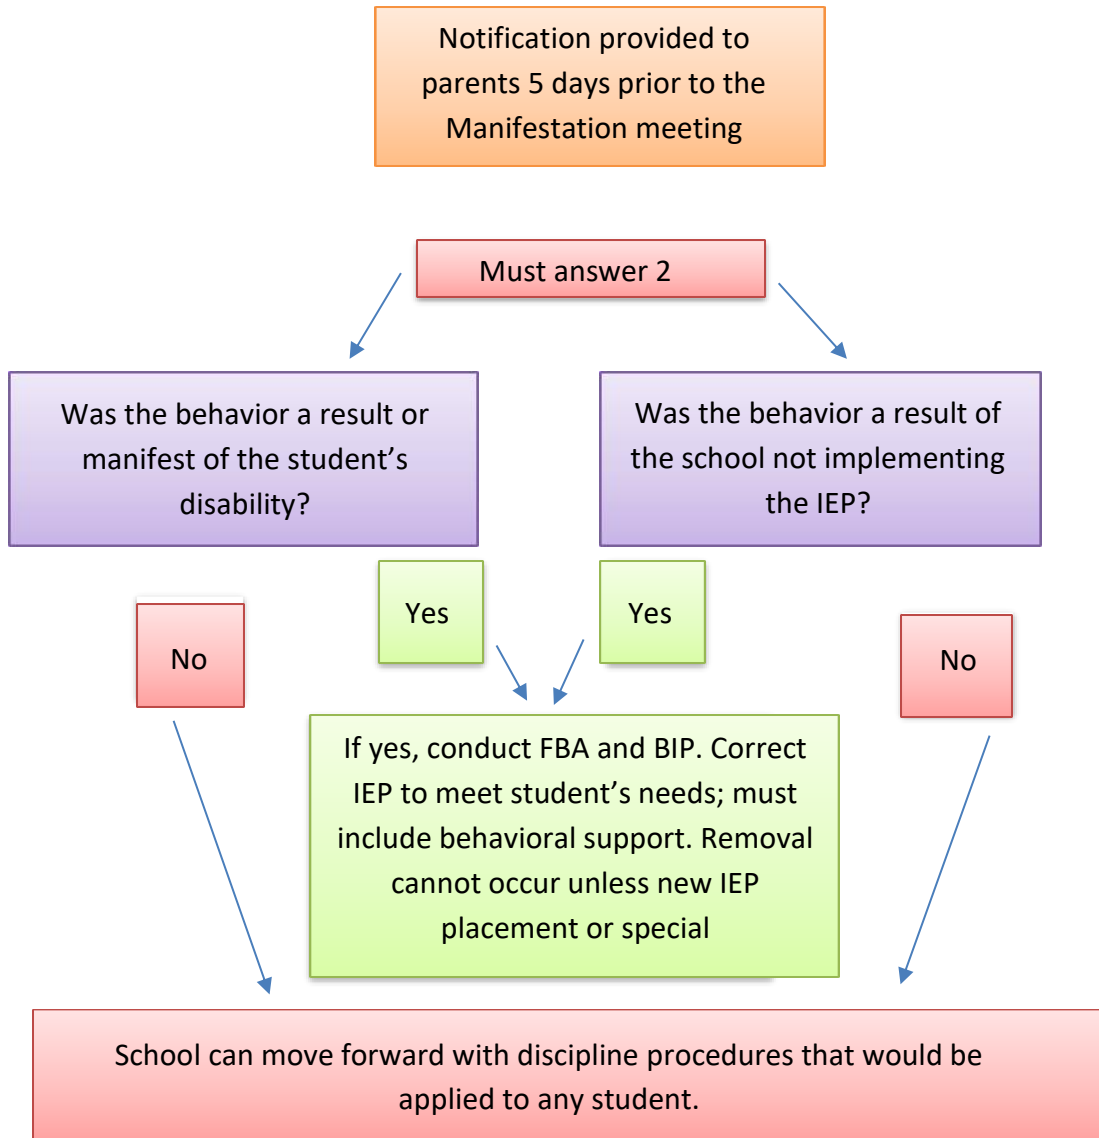 Notification provided to
parents 5 days prior to the
Manifestation meeting
Must answer 2
Was the behavior a result or
manifest of the student’s
disability?
Was the behavior a result of
the school not implementing
the IEP?
No
Yes
Yes
No
If yes, conduct FBA and BIP. Correct
IEP to meet student’s needs; must
include behavioral support. Removal
cannot occur unless new IEP
placement or special
School can move forward with discipline procedures that would be
applied to any student.